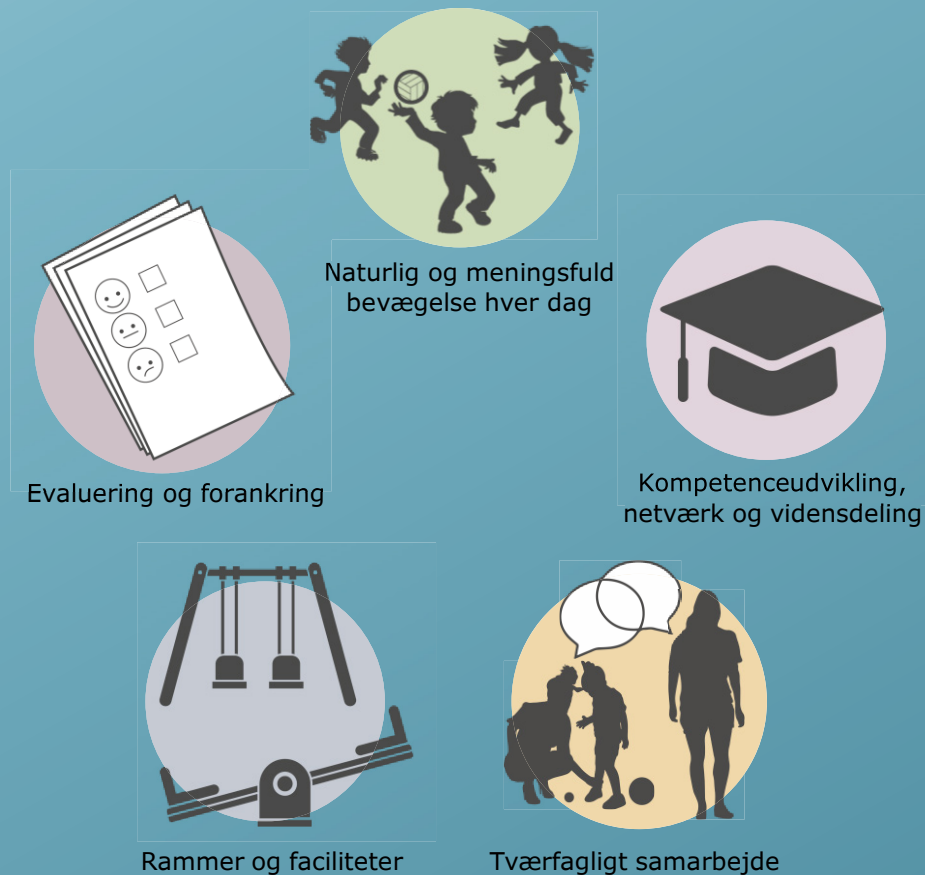 Naturlig og meningsfuld
bevægelse hver dag
Kompetenceudvikling,
netværk og vidensdeling
Tværfagligt samarbejde
Rammer og faciliteter
Evaluering og forankring